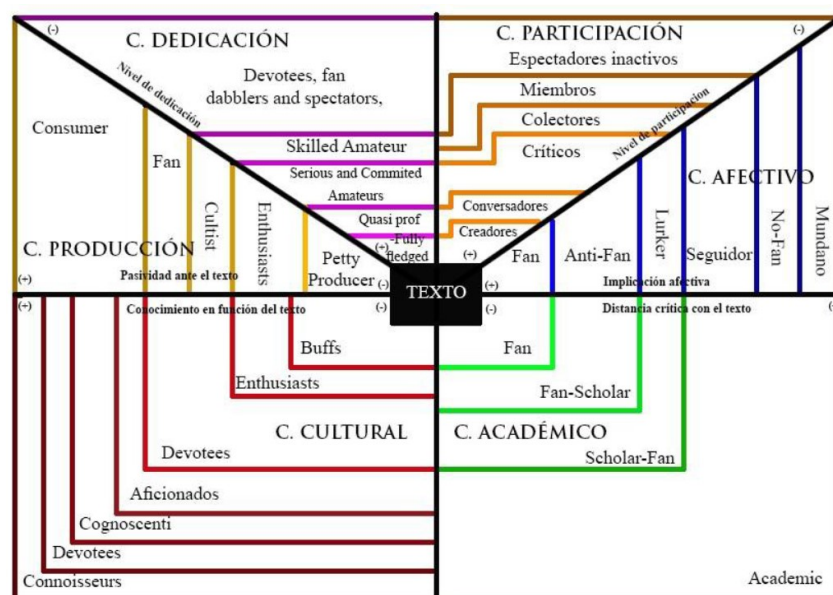 (-)
C. DEDICACIÓN
Nivel de dedicación
Devotees, fan
dabblers and spectators,
Skilled Amateur
Serious and Commited
Amateurs
Quasi prof
-Fully
fledged
(+)
C. PARTICIPACIÓN
(-)
Espectadores inactivos
Miembros
Colectores
Críticos
Nivel de participacion
Conversadores
Creadores
(+)
Consumer
Fan
Cultist
Enthusiasts
Petty
Producer
C. PRODUCCIÓN
(+)
Pasividad ante el texto
(-)
TEXTO
C. AFECTIVO
Fan
Anti-Fan
Lurker
Seguidor
No-Fan
Mundano
(+)
Implicación afectiva
(+)
Conocimiento en función del texto
(-)
(-)
Distancia crítica con el texto
Buffs
Enthusiasts
C. CULTURAL
Devotees
Aficionados
Cognoscenti
Devotees
Connoisseurs
Fan
Fan-Scholar
C. ACADÉMICO
Scholar-Fan
Academic